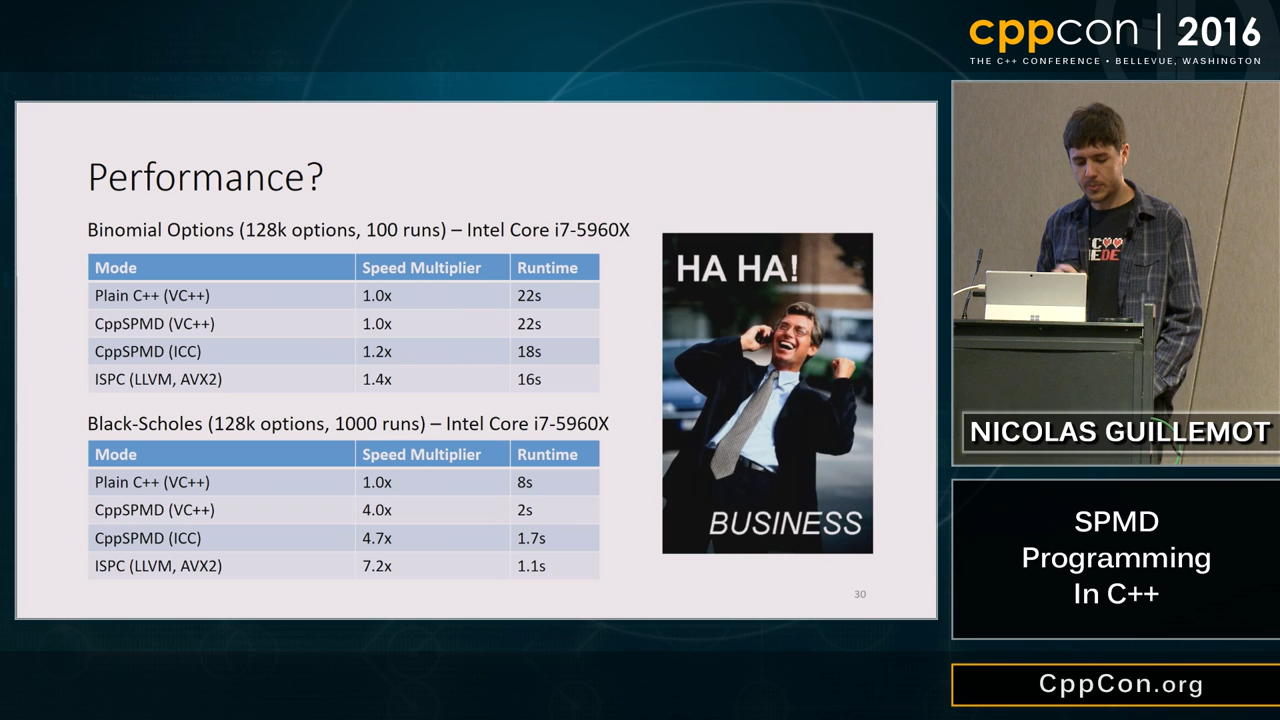 cppcon | 2016
THE C++ CONFERENCE • BELLEVUE, WASHINGTON
Performance?
Binomial Options (128k options, 100 runs) – Intel Core i7-5960X
Mode Speed Multiplier Runtime
Plain C++ (VC++) 1.0x 22s
CppSPMD (VC++) 1.0x 22s
CppSPMD (ICC) 1.2x 18s
ISPC (LLVM, AVX2) 1.4x 16s
Black-Scholes (128k options, 1000 runs) – Intel Core i7-5960X
Mode Speed Multiplier Runtime
Plain C++ (VC++) 1.0x 8s
CppSPMD (VC++) 4.0x 2s
CppSPMD (ICC) 4.7x 1.7s
ISPC (LLVM, AVX2) 7.2x 1.1s
HA HA!
BUSINESS
30
NICOLAS GUILLEMOT
SPMD
Programming
In C++
CppCon.org